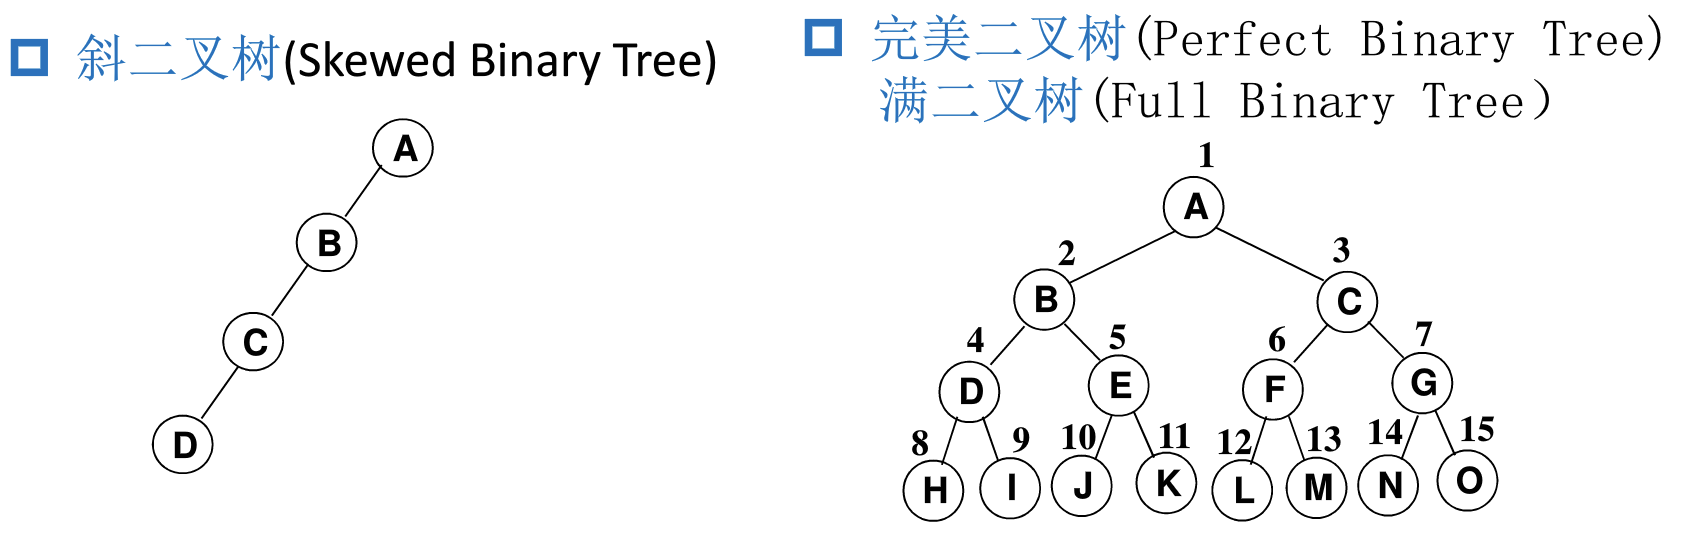 斜二叉树(Skewed Binary Tree)
A
B
C
D
完美二叉树(Perfect Binary Tree)
满二叉树(Full Binary Tree)
1
A
2
3
B
C
4
5
6
7
D
E
F
G
8
9
10
11
12
13
14
15
H
I
J
K
L
M
N
O